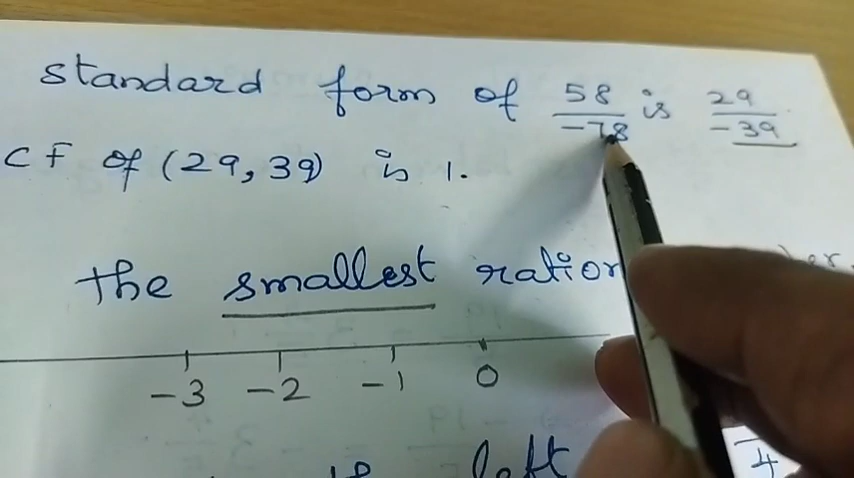 standard form of 58/-78 is 29/-39
CF of (29, 39) is 1.
the smallest
-3 -2 -1 0
left
4